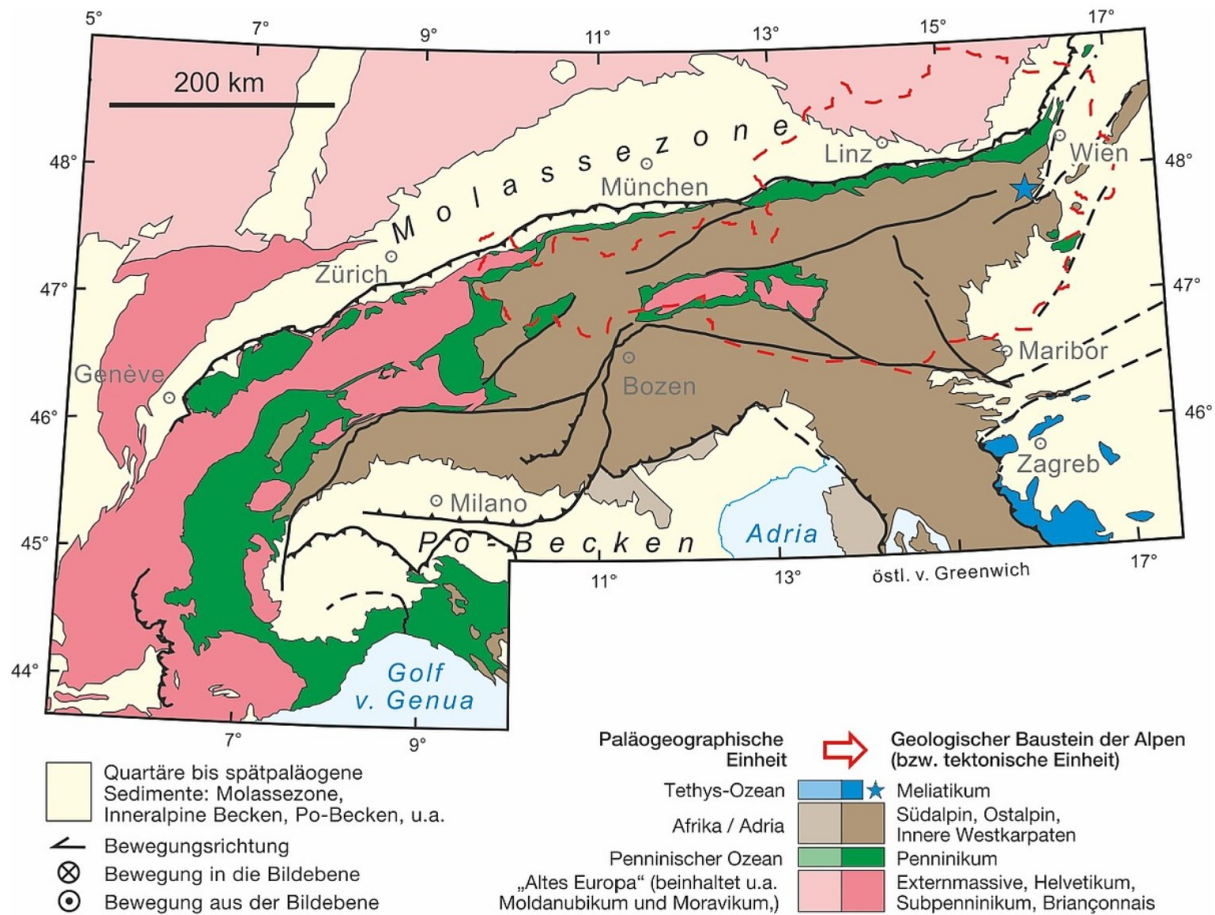 5°
7°
9°
11°
13°
15°
17°
200 km
48°
47°
46°
45°
44°
48°
47°
46°
Molassezone
München
Linz
Wien
Zürich
Genève
Bozen
Maribor
Zagreb
Milano
Po-Becken
Adria
Golf
v. Genua
11°
13°
östl. v. Greenwich
17°
7°
9°
Quartäre bis spätpaläogene
Sedimente: Molassezone,
Inneralpine Becken, Po-Becken, u.a.
Bewegungsrichtung
Bewegung in die Bildebene
Bewegung aus der Bildebene
Paläogeographische
Einheit
Geologischer Baustein der Alpen
(bzw. tektonische Einheit)
Tethys-Ozean
Meliatikum
Afrika / Adria
Südalpin, Ostalpin,
Innere Westkarpaten
Penninischer Ozean
Penninikum
„Altes Europa“ (beinhaltet u.a.
Moldanubikum und Moravikum,)
Externmassive, Helvetikum,
Subpenninikum, Briançonnais